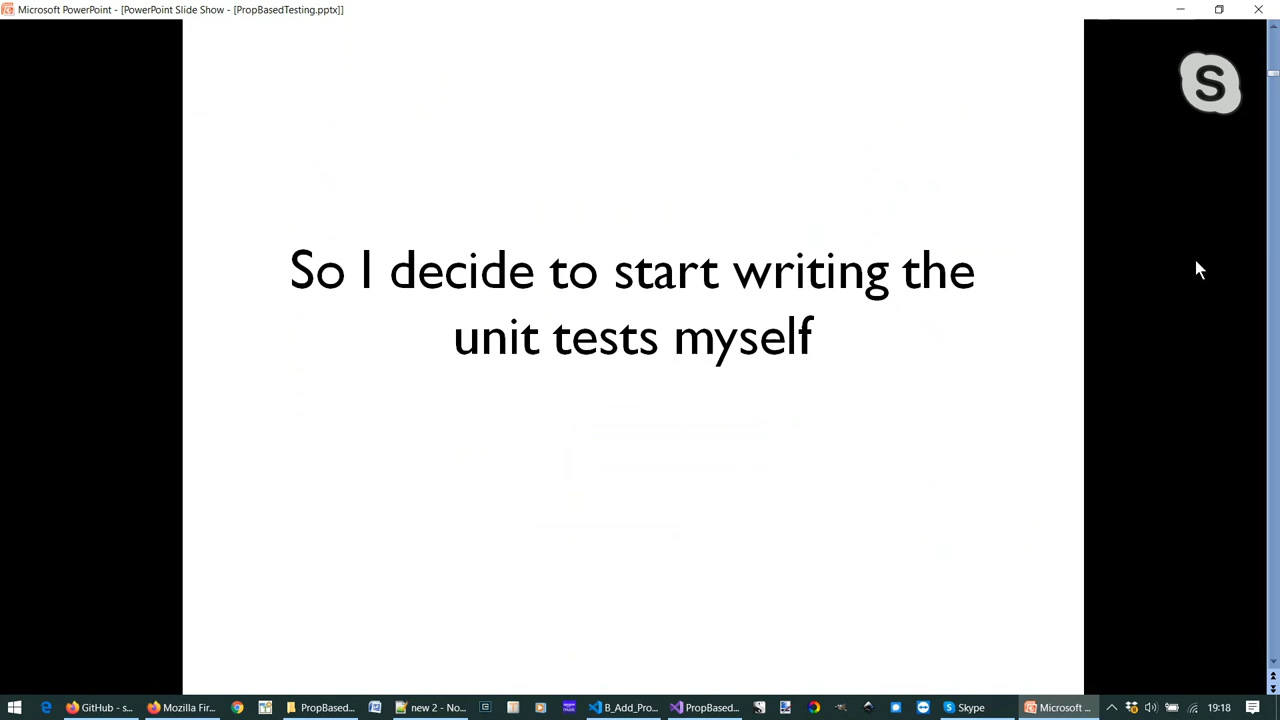 Microsoft PowerPoint - [PowerPoint Slide Show - [PropBasedTesting.pptx]]
S
So I decide to start writing the
unit tests myself
GitHub - s...
Mozilla Fir...
PropBased...
new 2 - No...
B_Add_Pro...
PropBased...
Skype
Microsoft ...
19:18